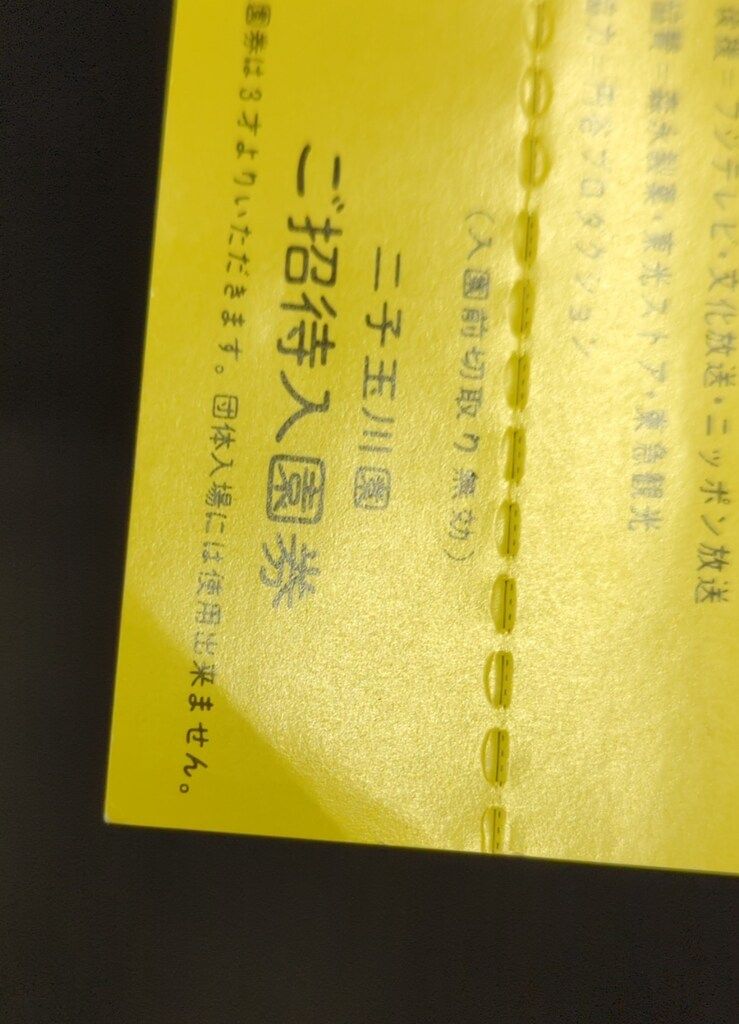 後援=フジテレビ・文化放送・ニッポン放送
協賛=森永製菓・東光ストア・東急観光
協力=円谷プロダクション
(入園前切取り無効)
二子玉川園
ご招待入園券
園券は3才よりいただきます。団体入場には使用出来ません。